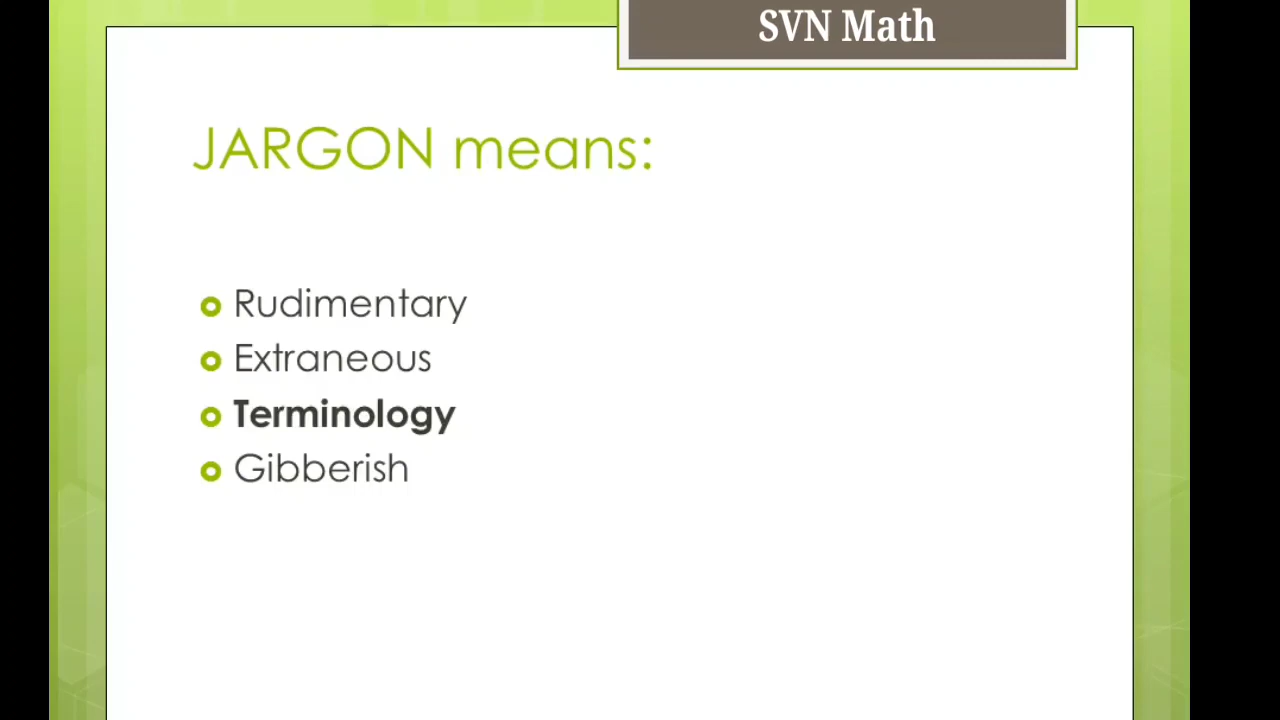 SVN Math
JARGON means:
Rudimentary
Extraneous
Terminology
Gibberish